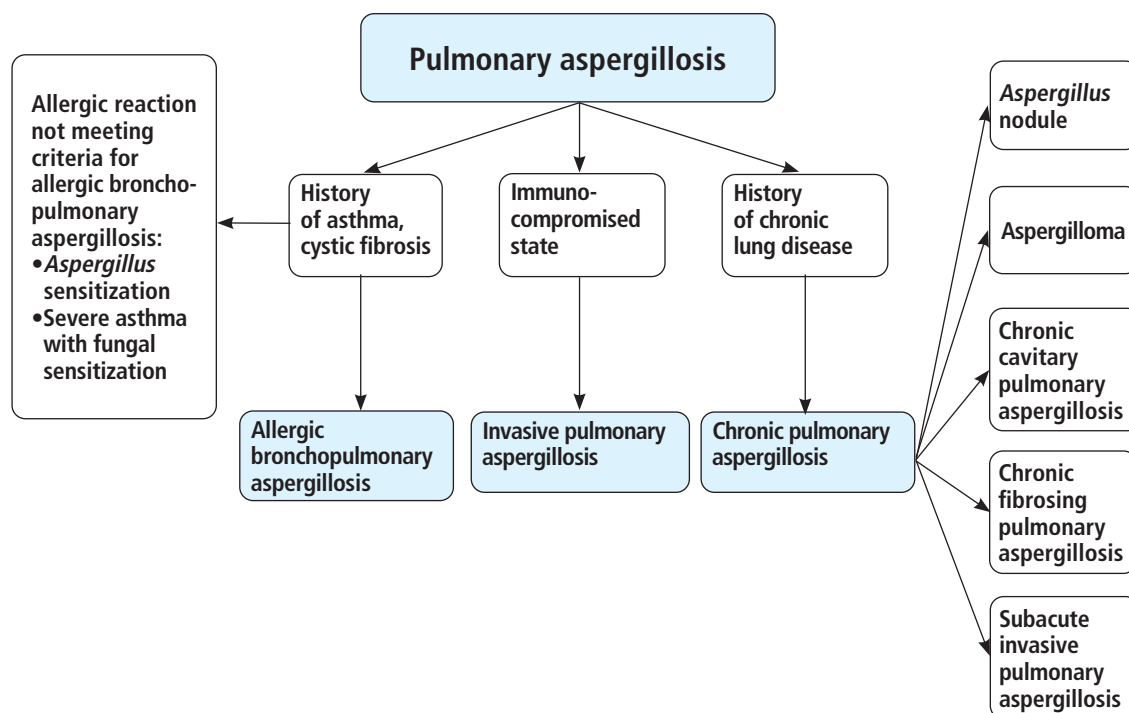 Pulmonary aspergillosis
Allergic reaction
not meeting
criteria for
allergic broncho-
pulmonary
aspergillosis:
•Aspergillus
sensitization
•Severe asthma
with fungal
sensitization
History
of asthma,
cystic fibrosis
Immuno-
compromised
state
History
of chronic
lung disease
Allergic
bronchopulmonary
aspergillosis
Invasive pulmonary
aspergillosis
Chronic pulmonary
aspergillosis
Aspergillus
nodule
Aspergilloma
Chronic
cavitary
pulmonary
aspergillosis
Chronic
fibrosing
pulmonary
aspergillosis
Subacute
invasive
pulmonary
aspergillosis